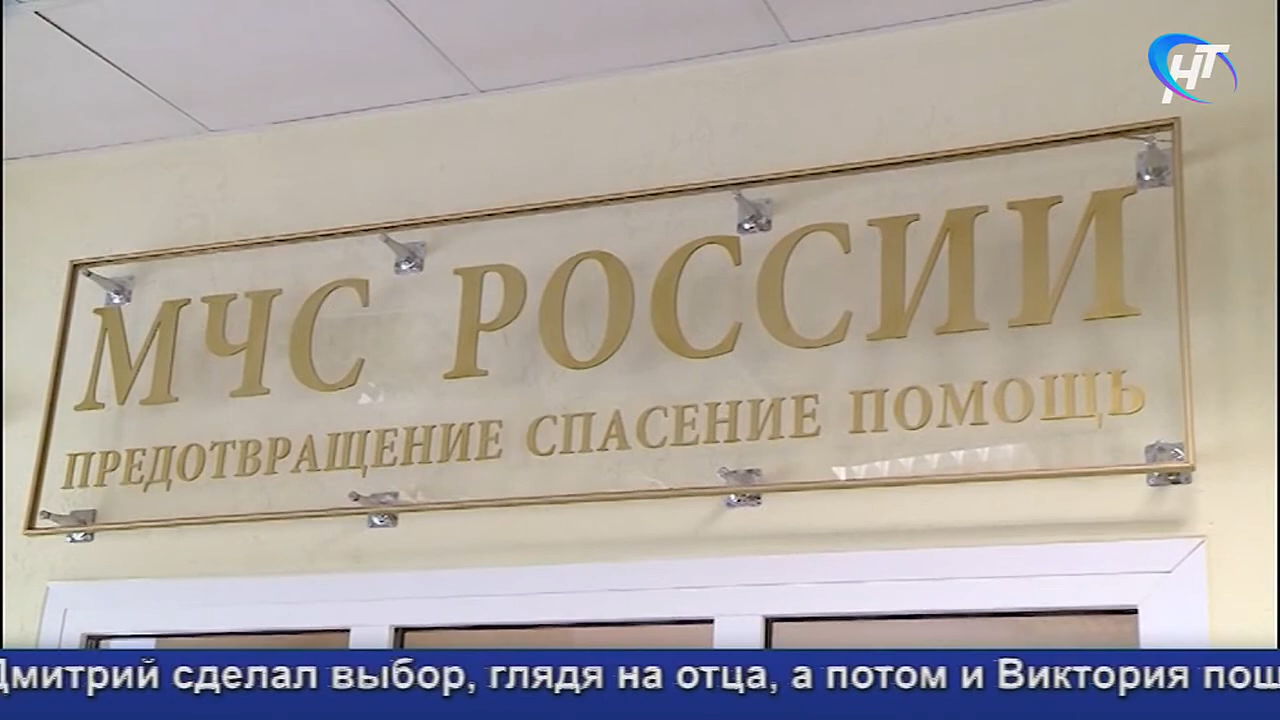 НТ
МЧС РОССИИ
ПРЕДОТВРАЩЕНИЕ СПАСЕНИЕ ПОМОЩЬ
Дмитрий сделал выбор, глядя на отца, а потом и Виктория